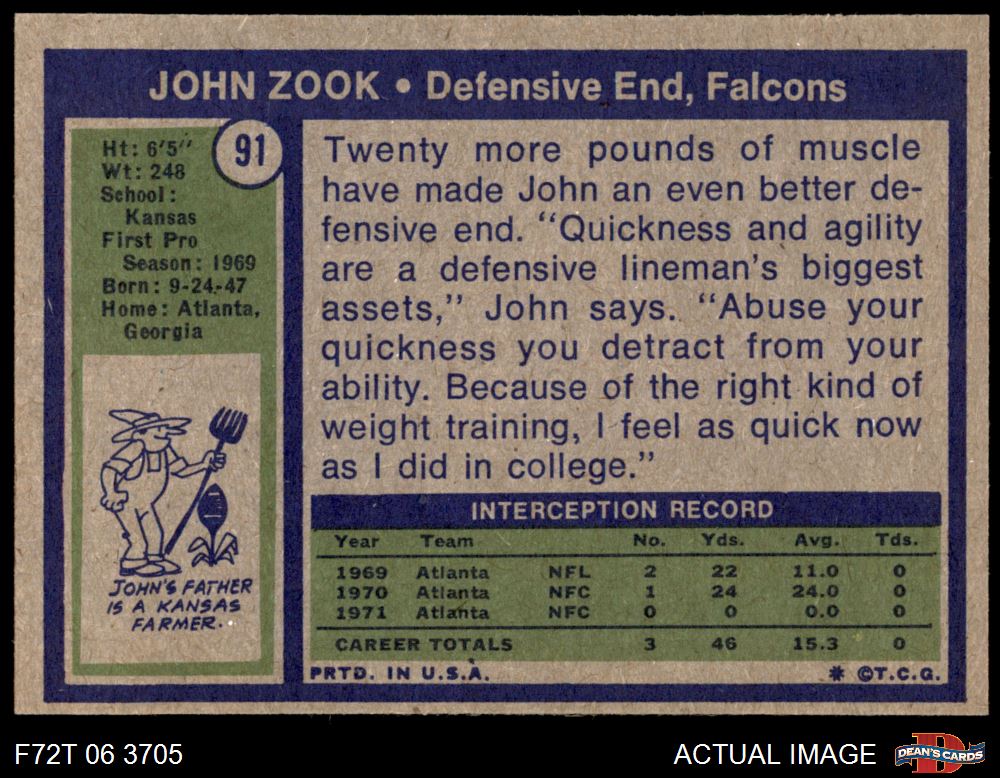 JOHN ZOOK • Defensive End, Falcons
91
Ht: 6'5"
Wt: 248
School:
Kansas
First Pro
Season: 1969
Born: 9-24-47
Home: Atlanta,
Georgia
JOHN'S FATHER
IS A KANSAS
FARMER.
Twenty more pounds of muscle
have made John an even better de-
fensive end. "Quickness and agility
are a defensive lineman's biggest
assets," John says. "Abuse your
quickness you detract from your
ability. Because of the right kind of
weight training, I feel as quick now
as I did in college."
INTERCEPTION RECORD
Year Team No. Yds. Avg. Tds.
1969 Atlanta NFL 2 22 11.0 0
1970 Atlanta NFC 1 24 24.0 0
1971 Atlanta NFC 0 0 0.0 0
CAREER TOTALS 3 46 15.3 0
PRTD. IN U.S.A. * ©T.C.G.
F72T 06 3705 ACTUAL IMAGE DEAN'S CARDS